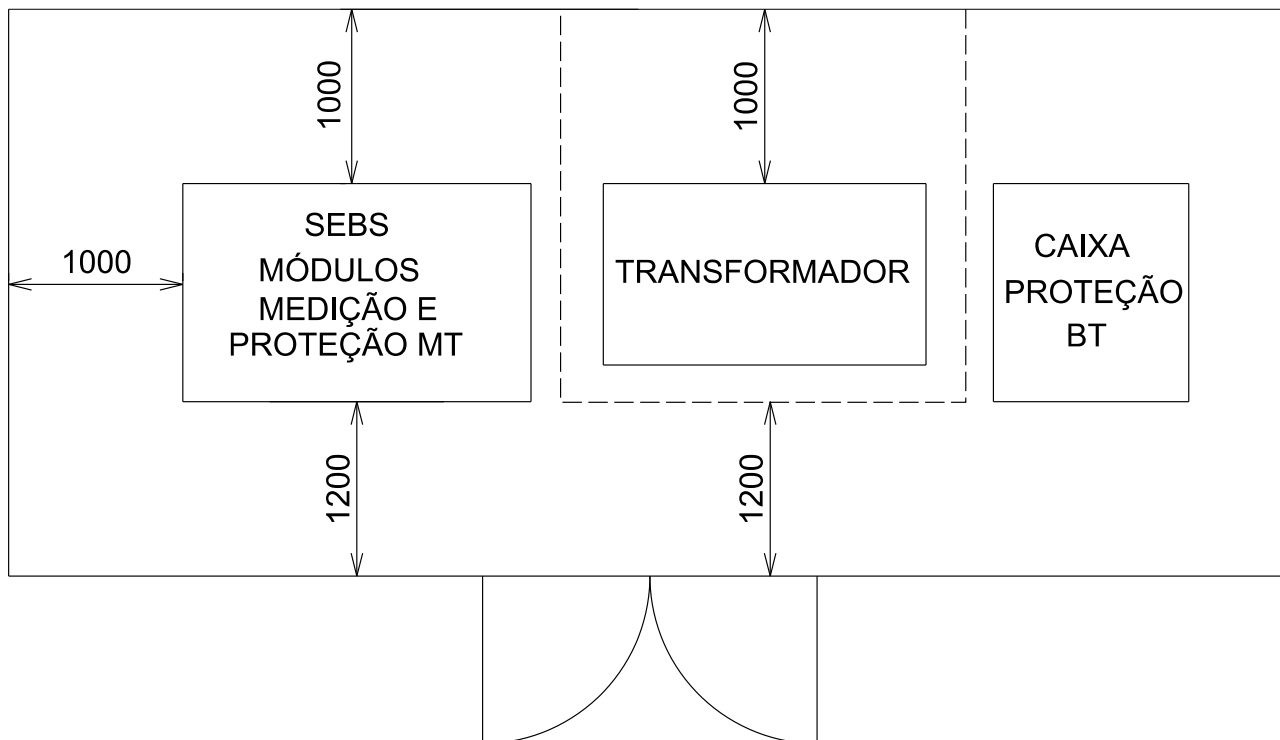 1000
1000
1000
SEBS
MÓDULOS
MEDIÇÃO E
PROTEÇÃO MT
TRANSFORMADOR
CAIXA
PROTEÇÃO
BT
1200
1200